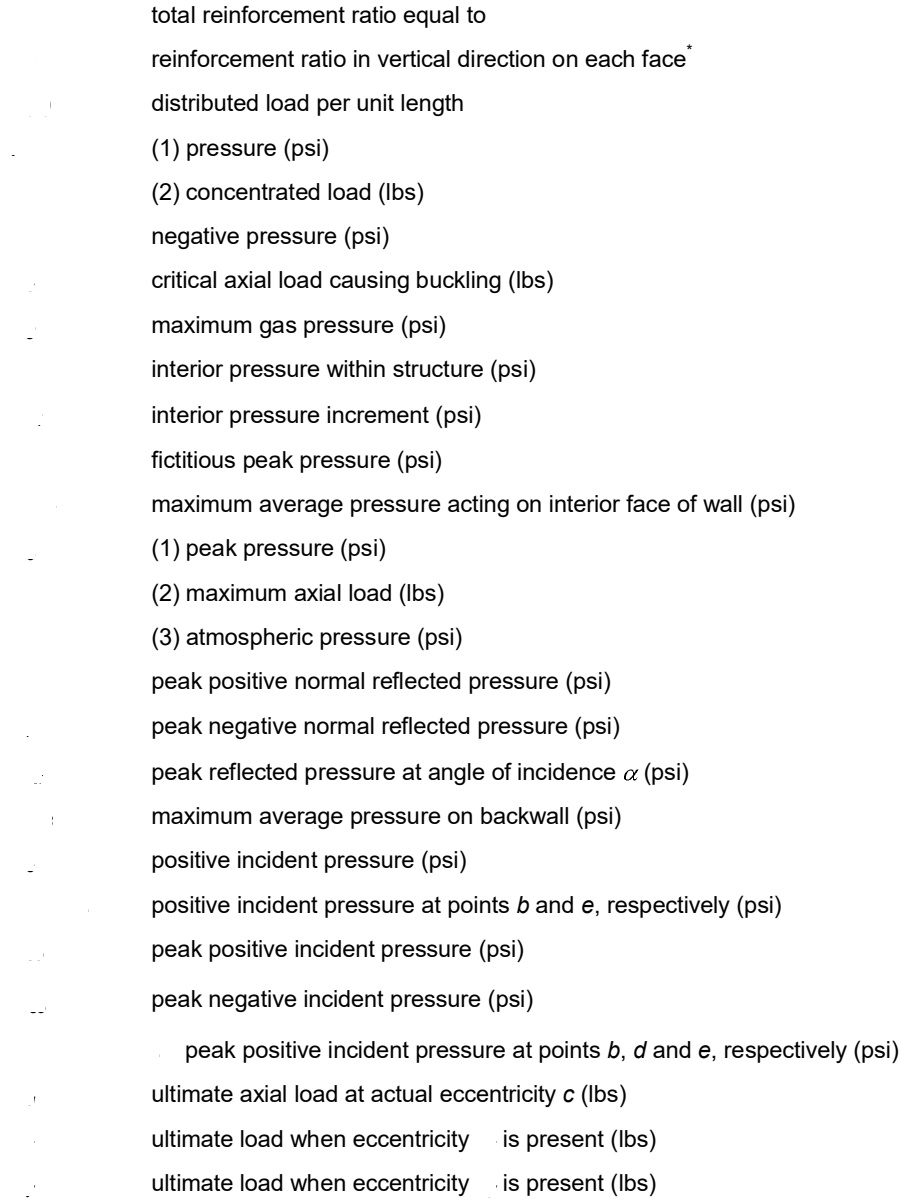 total reinforcement ratio equal to
reinforcement ratio in vertical direction on each face*
distributed load per unit length
(1) pressure (psi)
(2) concentrated load (lbs)
negative pressure (psi)
critical axial load causing buckling (lbs)
maximum gas pressure (psi)
interior pressure within structure (psi)
interior pressure increment (psi)
fictitious peak pressure (psi)
maximum average pressure acting on interior face of wall (psi)
(1) peak pressure (psi)
(2) maximum axial load (lbs)
(3) atmospheric pressure (psi)
peak positive normal reflected pressure (psi)
peak negative normal reflected pressure (psi)
peak reflected pressure at angle of incidence α (psi)
maximum average pressure on backwall (psi)
positive incident pressure (psi)
positive incident pressure at points b and e, respectively (psi)
peak positive incident pressure (psi)
peak negative incident pressure (psi)
peak positive incident pressure at points b, d and e, respectively (psi)
ultimate axial load at actual eccentricity c (lbs)
ultimate load when eccentricity is present (lbs)
ultimate load when eccentricity is present (lbs)